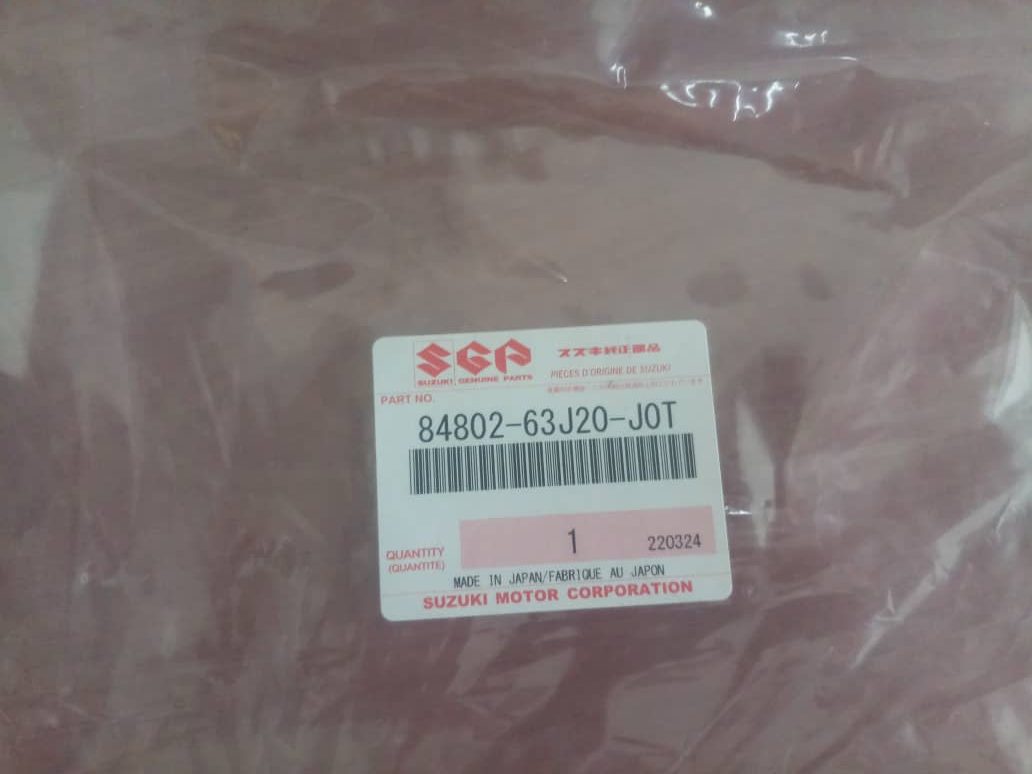 SGP
スズキ純正部品
SUZUKI GENUINE PARTS
PIECES D'ORIGINE DE SUZUKI
PART NO.
84802-63J20-J0T
QUANTITY
(QUANTITE)
1
220324
MADE IN JAPAN/FABRIQUE AU JAPON
SUZUKI MOTOR CORPORATION